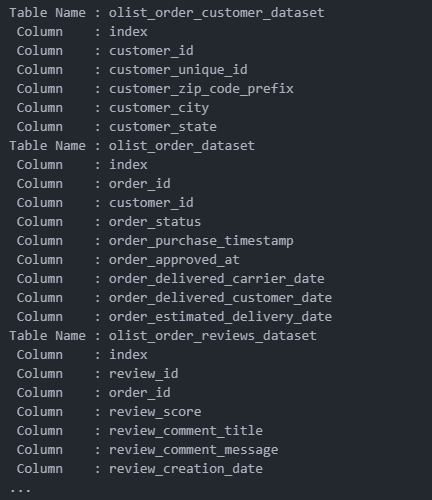 Table Name : olist_order_customer_dataset
 Column    : index
 Column    : customer_id
 Column    : customer_unique_id
 Column    : customer_zip_code_prefix
 Column    : customer_city
 Column    : customer_state
Table Name : olist_order_dataset
 Column    : index
 Column    : order_id
 Column    : customer_id
 Column    : order_status
 Column    : order_purchase_timestamp
 Column    : order_approved_at
 Column    : order_delivered_carrier_date
 Column    : order_delivered_customer_date
 Column    : order_estimated_delivery_date
Table Name : olist_order_reviews_dataset
 Column    : index
 Column    : review_id
 Column    : order_id
 Column    : review_score
 Column    : review_comment_title
 Column    : review_comment_message
 Column    : review_creation_date
...